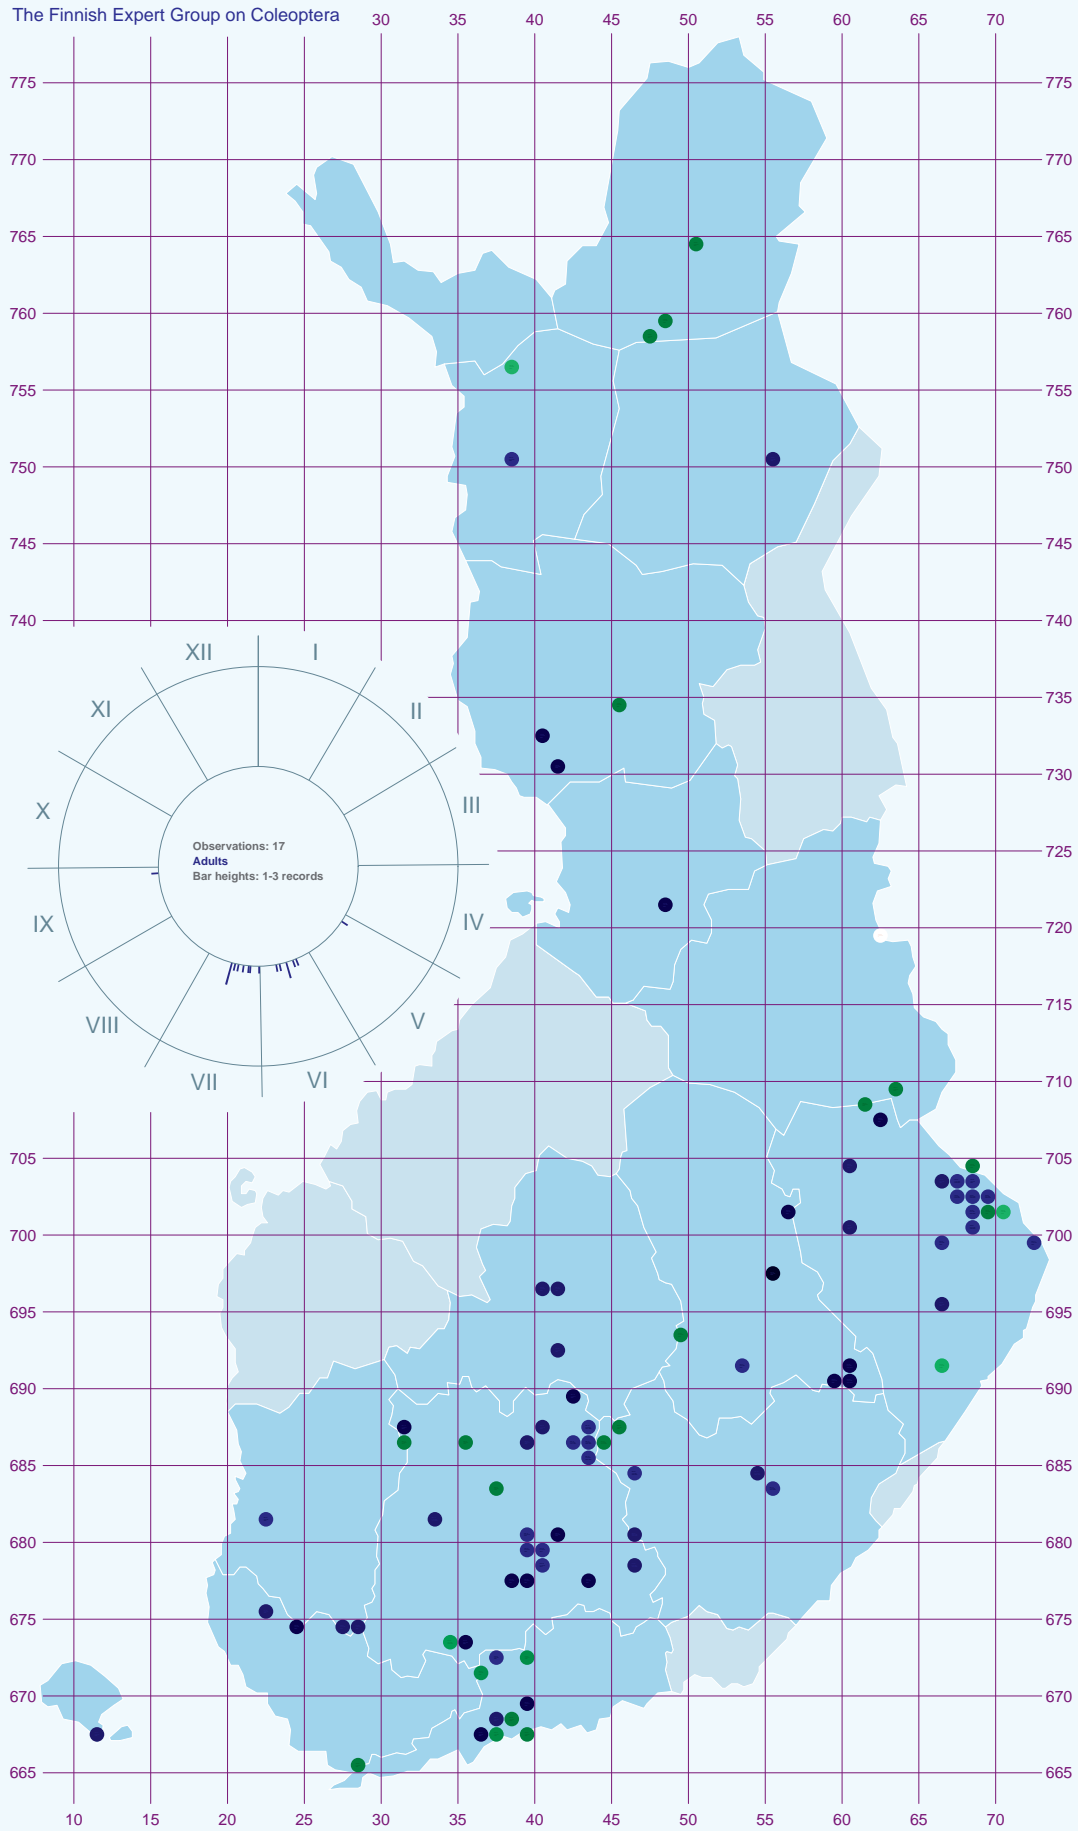 The Finnish Expert Group on Coleoptera
30 35 40 45 50 55 60 65 70
775 775
770 770
765 765
760 760
755 755
750 750
745 745
740 740
XII I
XI II
735
X III
730
Observations: 17
Adults
Bar heights: 1-3 records
725
IX IV
720
VIII V
715
VII VI
710
705 705
700 700
695 695
690 690
685 685
680 680
675 675
670 670
665 665
10 15 20 25 30 35 40 45 50 55 60 65 70